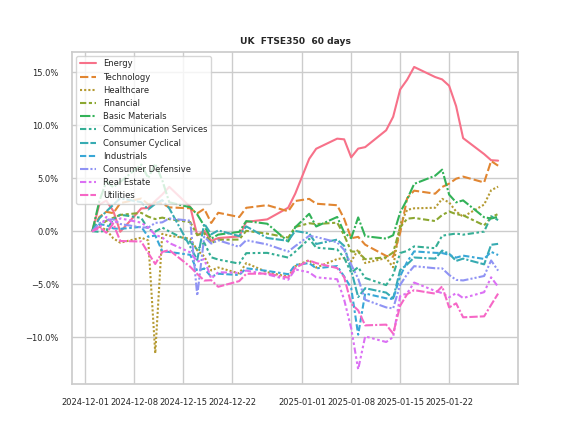 UK  FTSE350  60 days
15.0%
10.0%
5.0%
0.0%
−5.0%
−10.0%
Energy
Technology
Healthcare
Financial
Basic Materials
Communication Services
Consumer Cyclical
Industrials
Consumer Defensive
Real Estate
Utilities
2024-12-01 2024-12-08 2024-12-15 2024-12-22 2025-01-01 2025-01-08 2025-01-15 2025-01-22